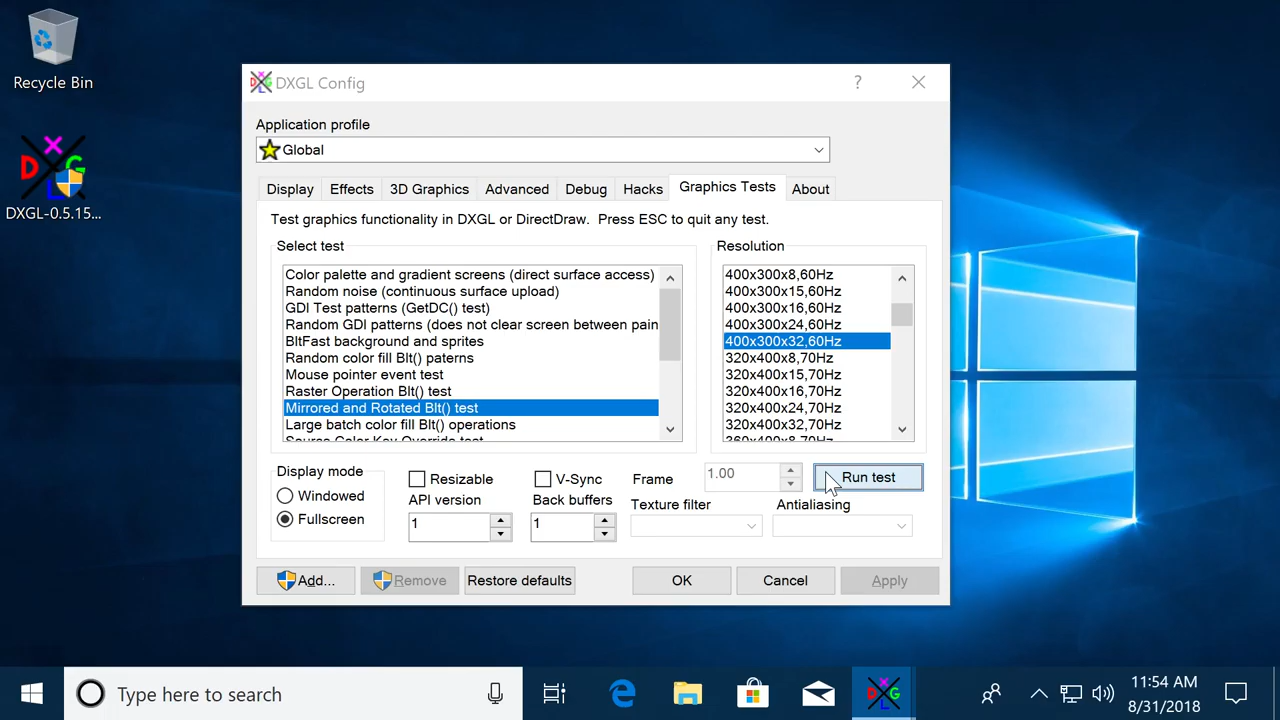 Recycle Bin
DXGL-0.5.15...
DXGL Config
?
Application profile
Global
Display
Effects
3D Graphics
Advanced
Debug
Hacks
Graphics Tests
About
Test graphics functionality in DXGL or DirectDraw.  Press ESC to quit any test.
Select test
Color palette and gradient screens (direct surface access)
Random noise (continuous surface upload)
GDI Test patterns (GetDC() test)
Random GDI patterns (does not clear screen between pain
BltFast background and sprites
Random color fill Blt() paterns
Mouse pointer event test
Raster Operation Blt() test
Mirrored and Rotated Blt() test
Large batch color fill Blt() operations
Source Color Key Override test
Resolution
400x300x8,60Hz
400x300x15,60Hz
400x300x16,60Hz
400x300x24,60Hz
400x300x32,60Hz
320x400x8,70Hz
320x400x15,70Hz
320x400x16,70Hz
320x400x24,70Hz
320x400x32,70Hz
360x400x8,70Hz
Display mode
Windowed
Fullscreen
Resizable
API version
1
V-Sync
Back buffers
1
Frame
1.00
Run test
Texture filter
Antialiasing
Add...
Remove
Restore defaults
OK
Cancel
Apply
Type here to search
11:54 AM
8/31/2018